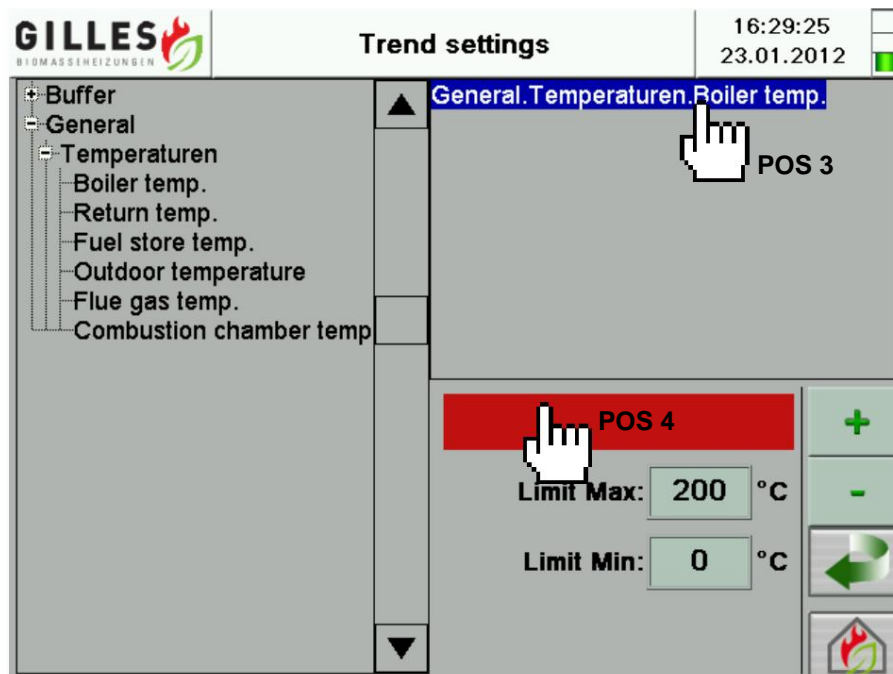 GILLES
BIOMASSEHEIZUNGEN
Trend settings
16:29:25
23.01.2012
Buffer
General
Temperaturen
Boiler temp.
Return temp.
Fuel store temp.
Outdoor temperature
Flue gas temp.
Combustion chamber temp
General.Temperaturen.Boiler temp.
POS 3
POS 4
+
Limit Max: 200 °C
-
Limit Min: 0 °C